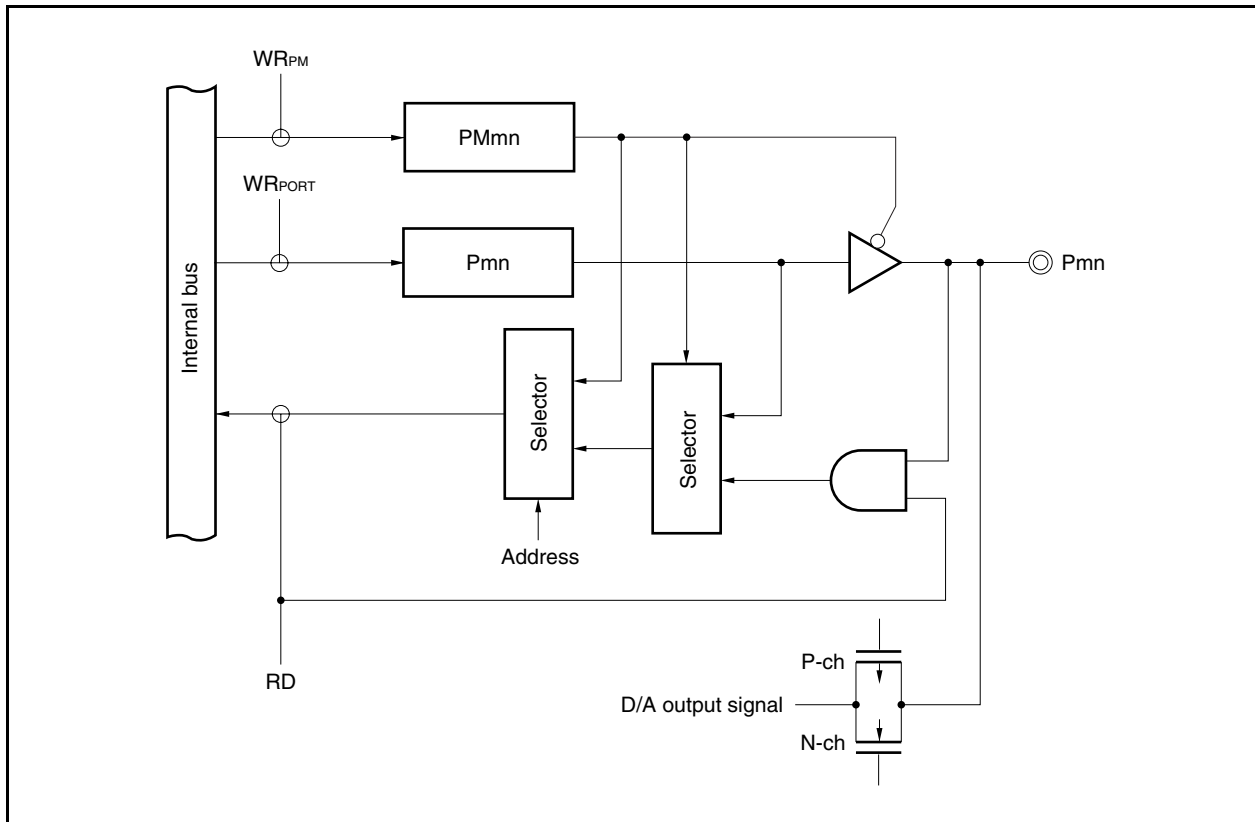 WRPM
PMmn
WRPORT
Pmn
Pmn
Internal bus
Selector
Selector
Address
RD
P-ch
D/A output signal
N-ch